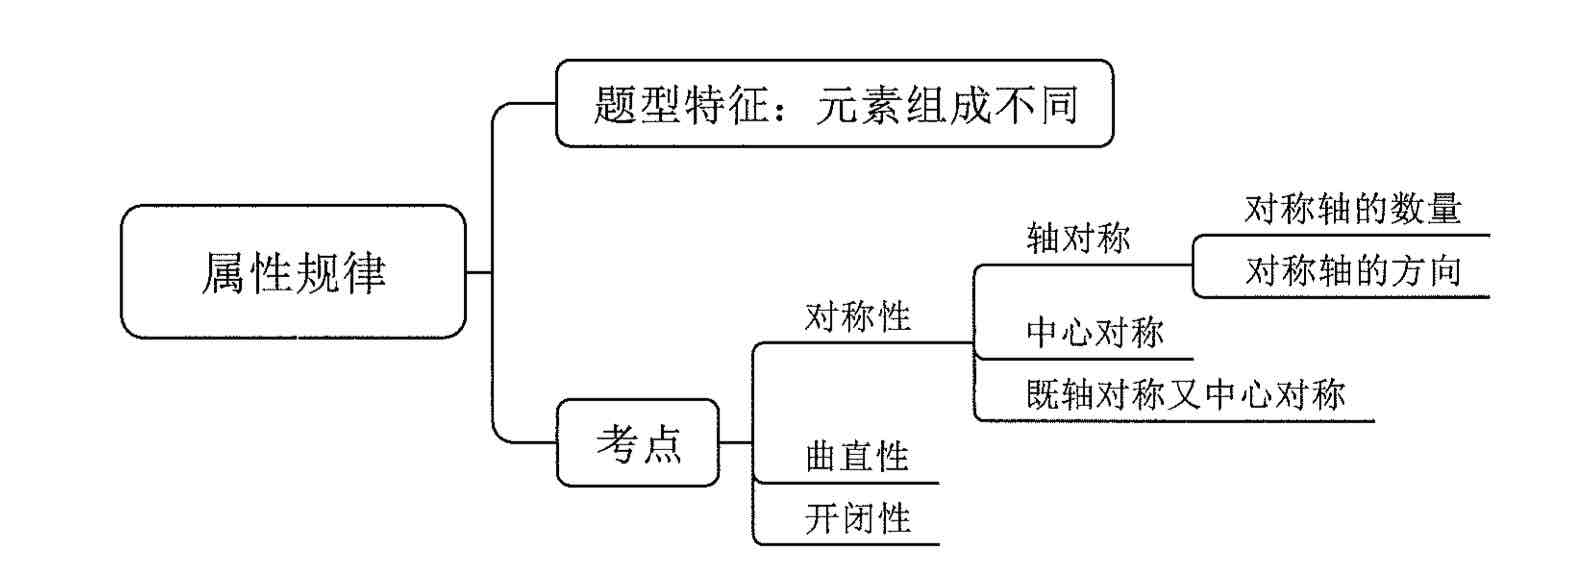 题型特征：元素组成不同
对称轴的数量
轴对称
属性规律
对称轴的方向
对称性
中心对称
既轴对称又中心对称
考点
曲直性
开闭性